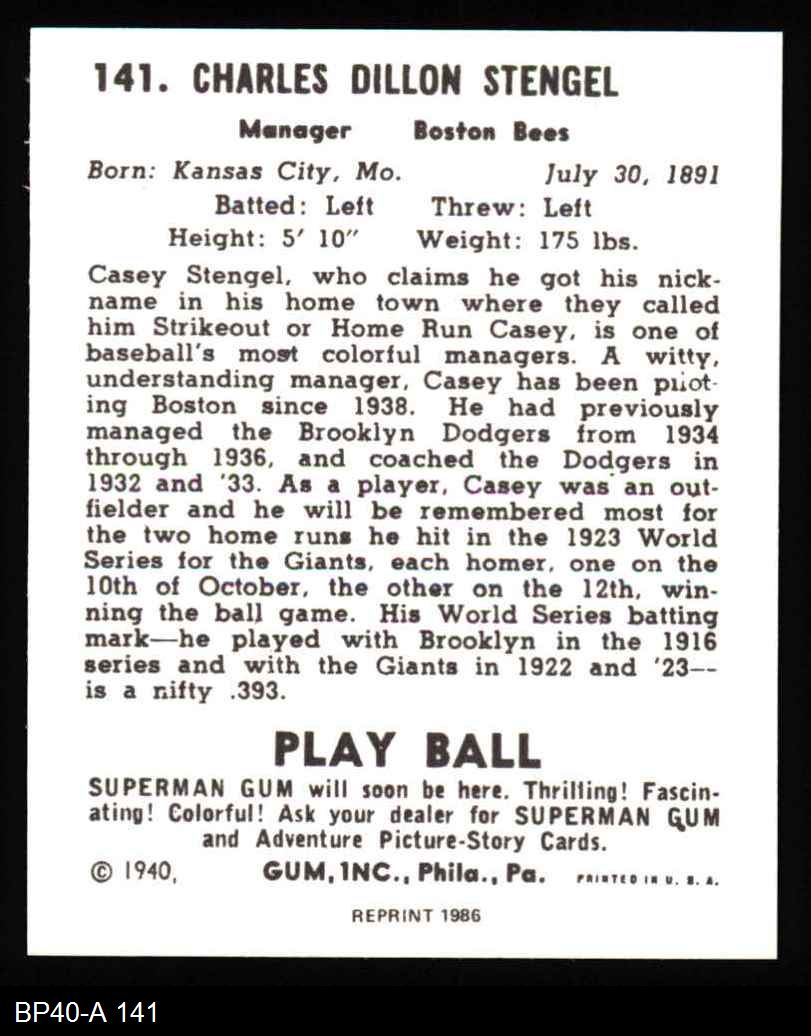 141. CHARLES DILLON STENGEL
Manager Boston Bees
Born: Kansas City, Mo. July 30, 1891
Batted: Left Threw: Left
Height: 5' 10" Weight: 175 lbs.
Casey Stengel, who claims he got his nick-
name in his home town where they called
him Strikeout or Home Run Casey, is one of
baseball's most colorful managers. A witty,
understanding manager, Casey has been pilot-
ing Boston since 1938. He had previously
managed the Brooklyn Dodgers from 1934
through 1936, and coached the Dodgers in
1932 and '33. As a player, Casey was an out-
fielder and he will be remembered most for
the two home runs he hit in the 1923 World
Series for the Giants, each homer, one on the
10th of October, the other on the 12th, win-
ning the ball game. His World Series batting
mark—he played with Brooklyn in the 1916
series and with the Giants in 1922 and '23--
is a nifty .393.
PLAY BALL
SUPERMAN GUM will soon be here. Thrilling! Fascin-
ating! Colorful! Ask your dealer for SUPERMAN GUM
and Adventure Picture-Story Cards.
© 1940, GUM, INC., Phila., Pa. PRINTED IN U. S. A.
REPRINT 1986
BP40-A 141